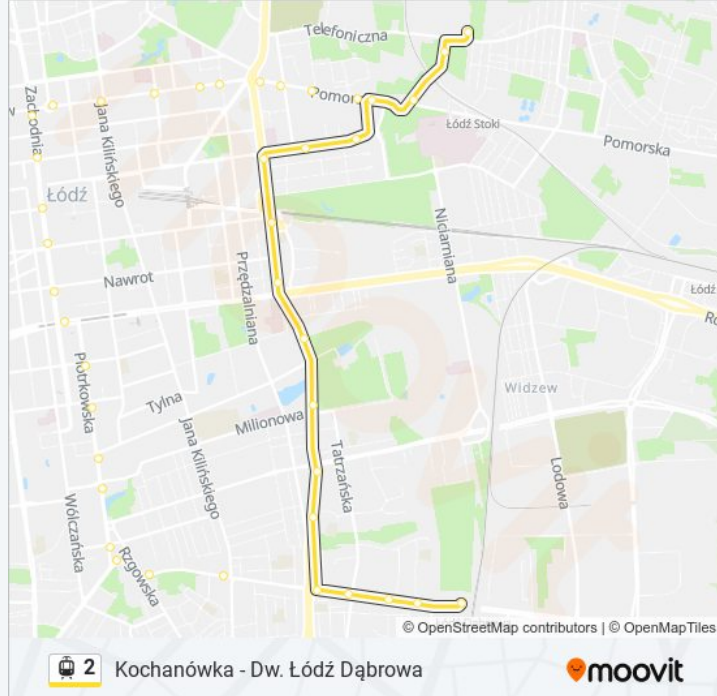 Telefoniczna
Pomor
Zachodnia
Jana Kilińskiego
Łódź Stoki
Pomorska
Łódź
Niciarniana
Nawrot
Przędzalniana
Łódź
Ro
Piotrkowska
Widzew
Tylna
Milionowa
Jana Kilińskiego
Tatrzańska
Lodowa
Wólczańska
Rzgowska
© OpenStreetMap contributors | © OpenMapTiles
2 Kochanówka - Dw. Łódź Dąbrowa
moovit